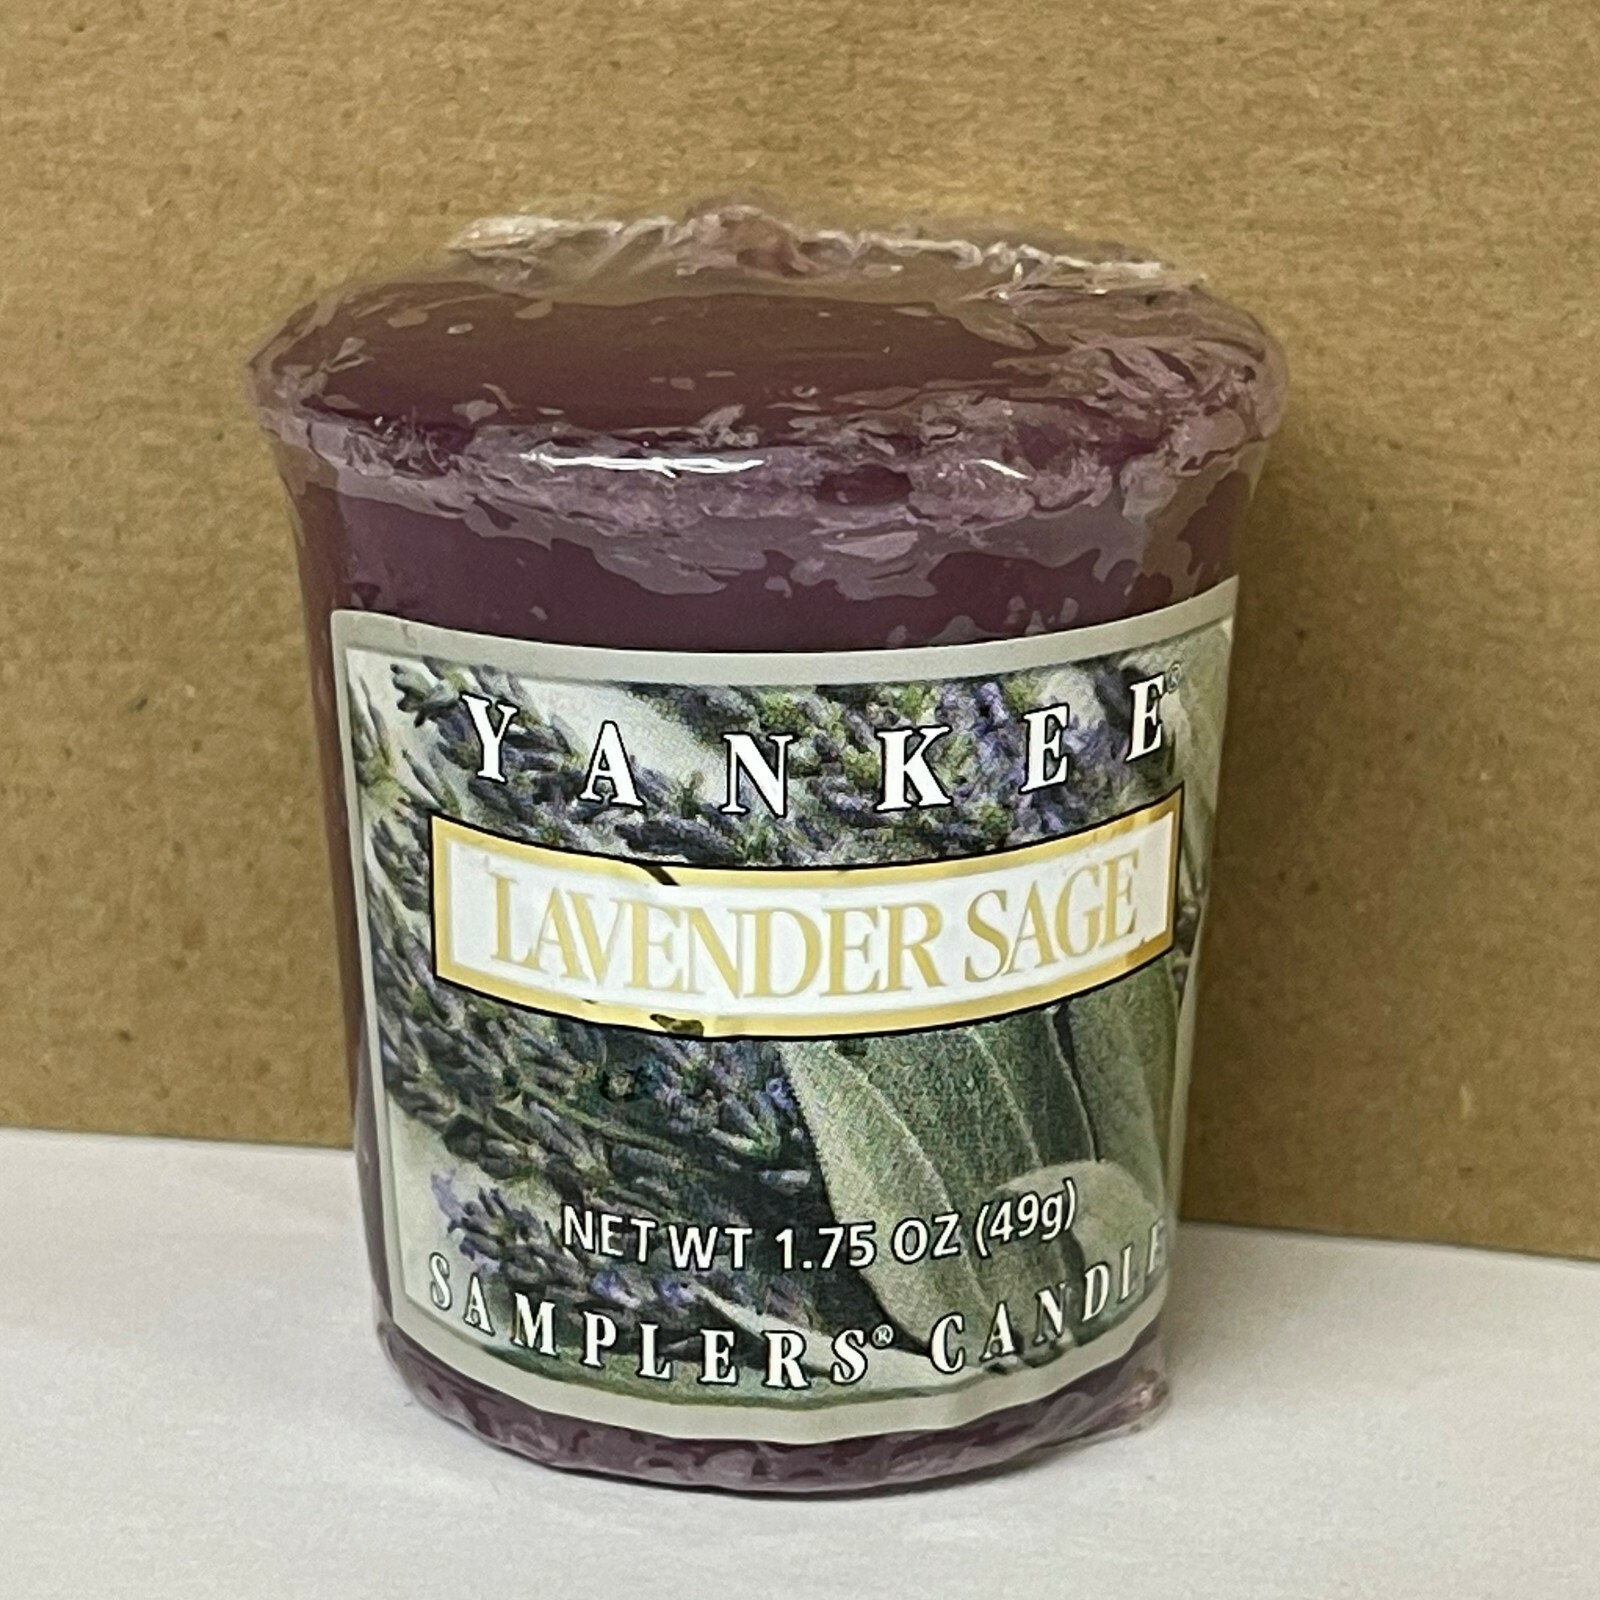 YANKEE®
LAVENDER SAGE
NET WT 1.75 OZ (49g)
SAMPLERS® CANDLE